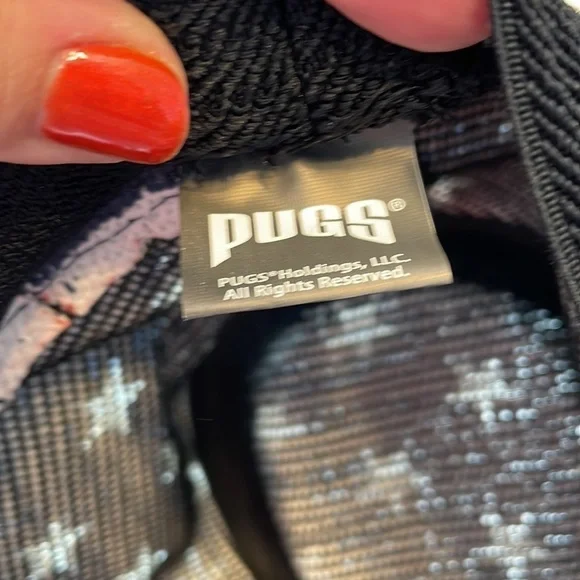 PUGS®
PUGS®Holdings, LLC.
All Rights Reserved.